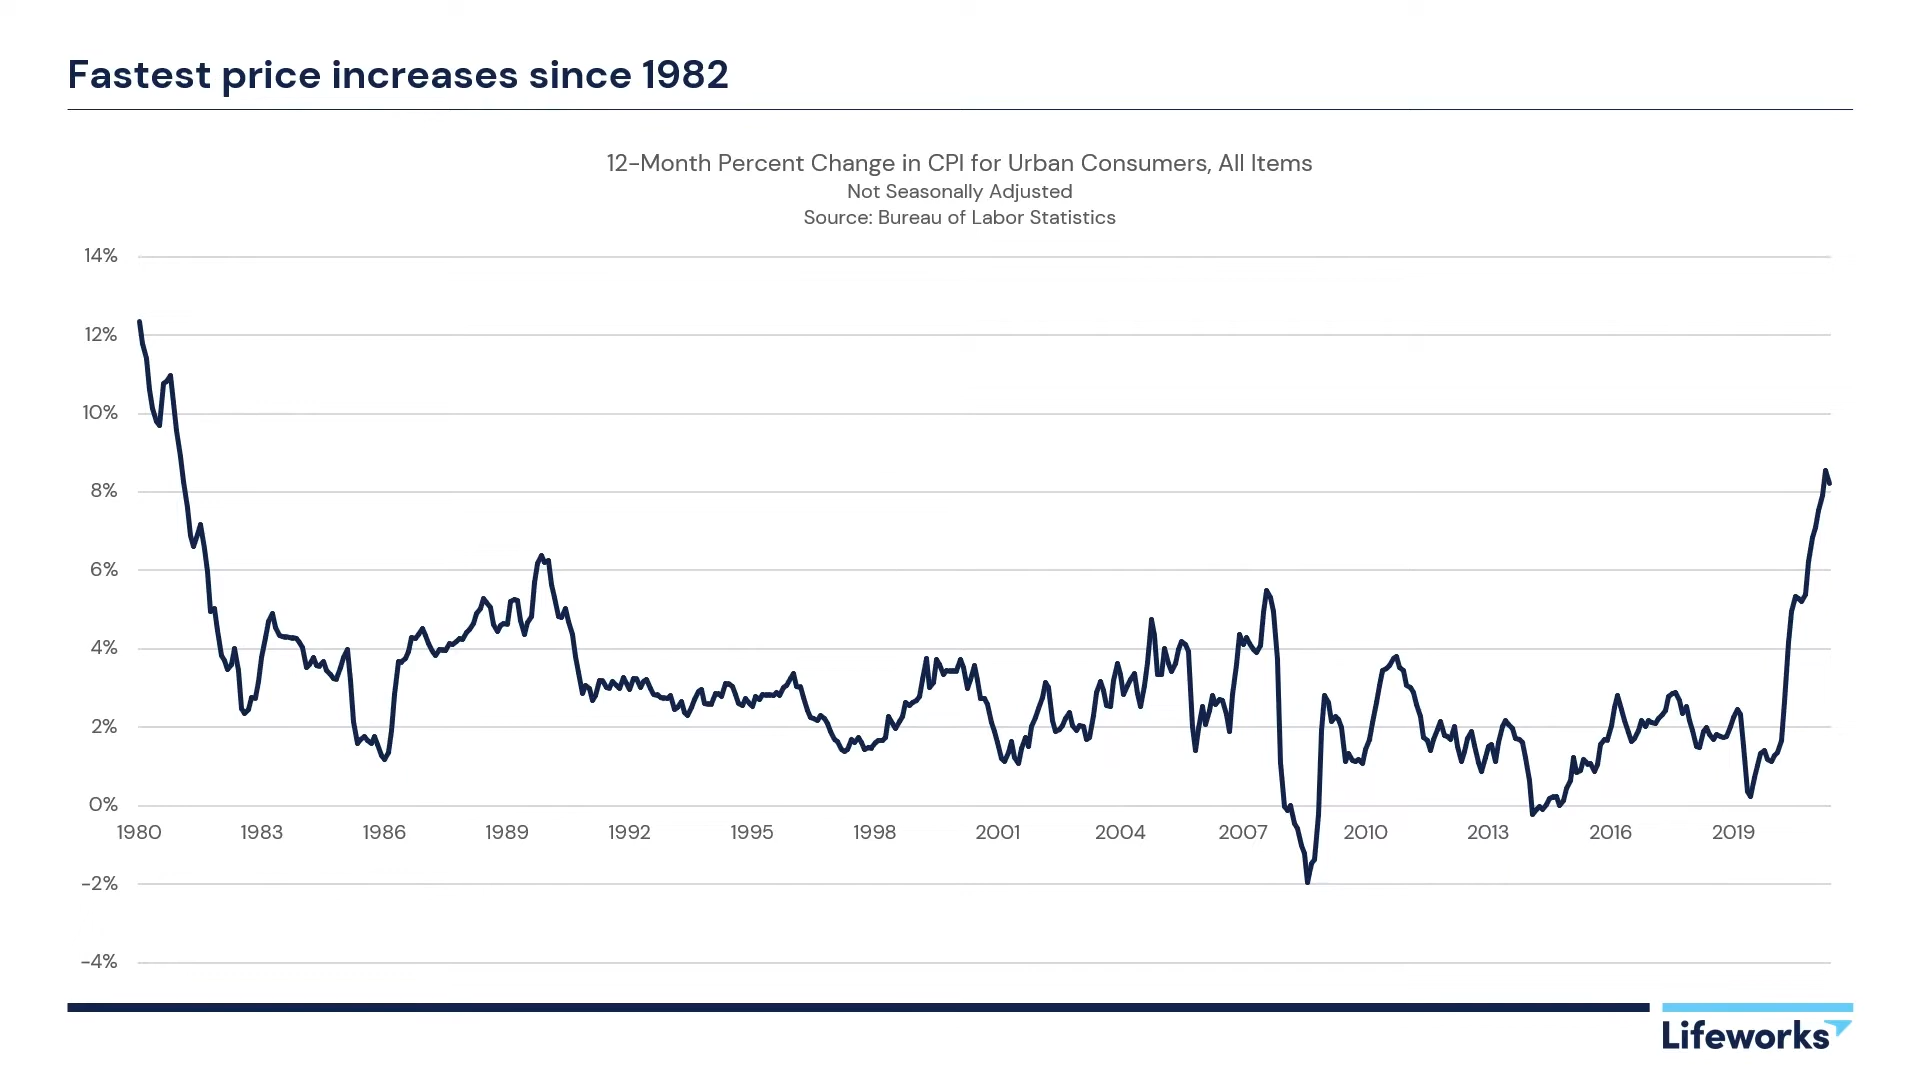 Fastest price increases since 1982
12-Month Percent Change in CPI for Urban Consumers, All Items
Not Seasonally Adjusted
Source: Bureau of Labor Statistics
14%
12%
10%
8%
6%
4%
2%
0%
1980 1983 1986 1989 1992 1995 1998 2001 2004 2007 2010 2013 2016 2019
-2%
-4%
Lifeworks